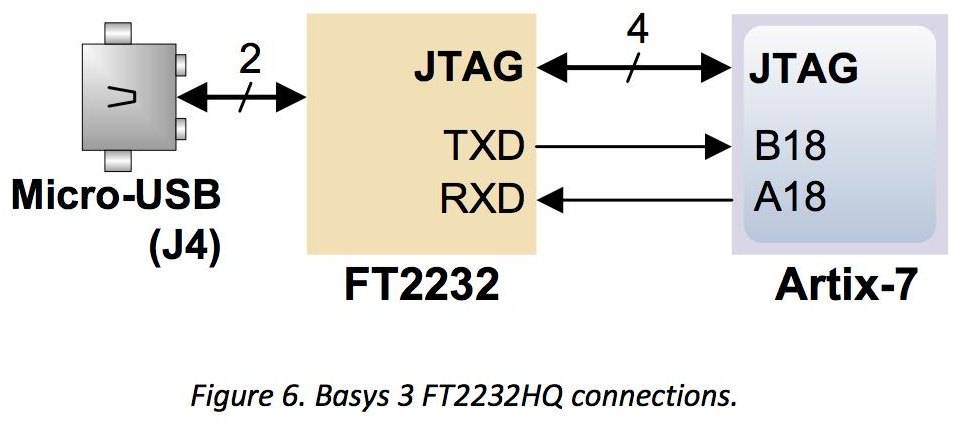 2
4
JTAG
JTAG
TXD
B18
RXD
A18
Micro-USB
(J4)
FT2232
Artix-7
Figure 6. Basys 3 FT2232HQ connections.